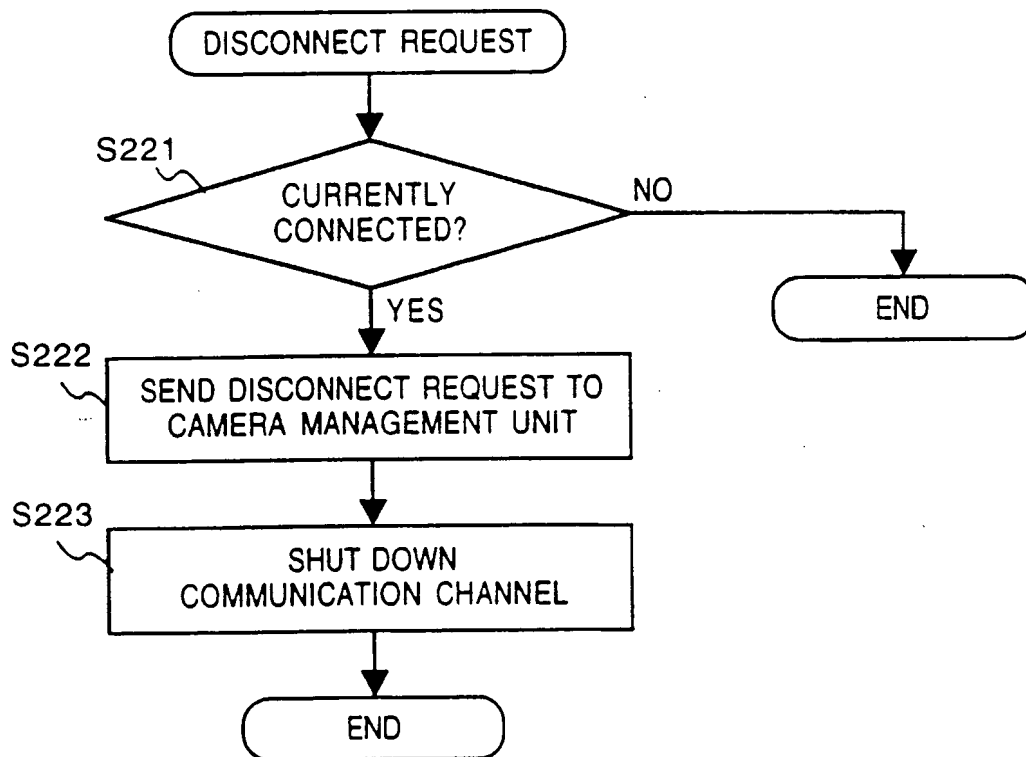 DISCONNECT REQUEST
S221
CURRENTLY
CONNECTED?
NO
END
YES
S222
SEND DISCONNECT REQUEST TO
CAMERA MANAGEMENT UNIT
S223
SHUT DOWN
COMMUNICATION CHANNEL
END